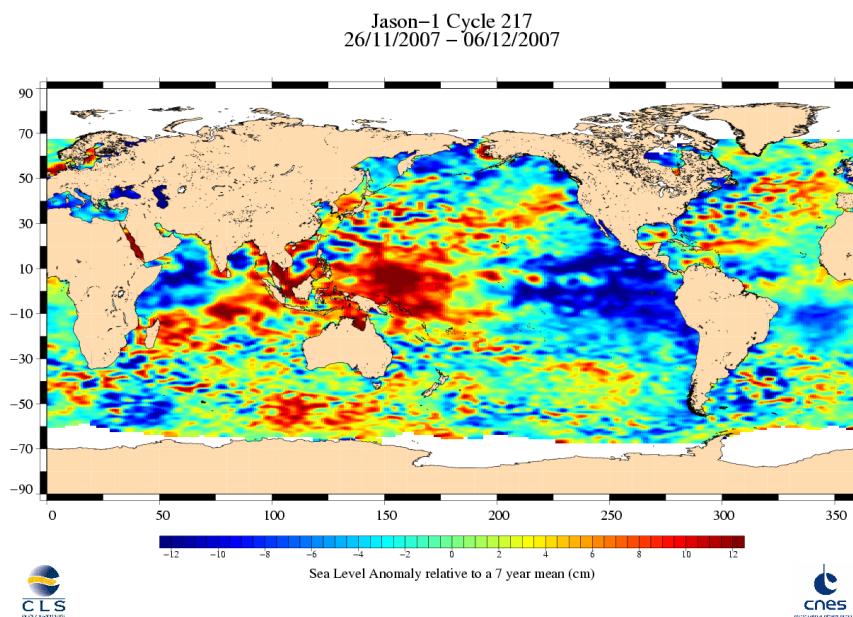 Jason−1 Cycle 217
26/11/2007 − 06/12/2007
90
70
50
30
10
−10
−30
−50
−70
−90
0 50 100 150 200 250 300 350
−12 −10 −8 −6 −4 −2 0 2 4 6 8 10 12
Sea Level Anomaly relative to a 7 year mean (cm)
CLS
cnes